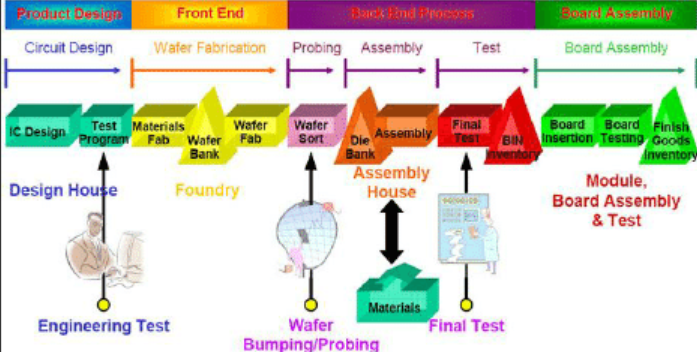 Product Design Front End Back End Process Board Assembly
Circuit Design Wafer Fabrication Probing Assembly Test Board Assembly
IC Design
Test
Program
Materials
Fab
Wafer
Bank
Wafer
Fab
Wafer
Sort
Die
Bank
Assembly
Final
Test
BIN
Inventory
Board
Insertion
Board
Testing
Finish
Goods
Inventory
Design House
Foundry
Assembly
House
Module,
Board Assembly
& Test
Materials
Engineering Test
Wafer
Bumping/Probing
Final Test